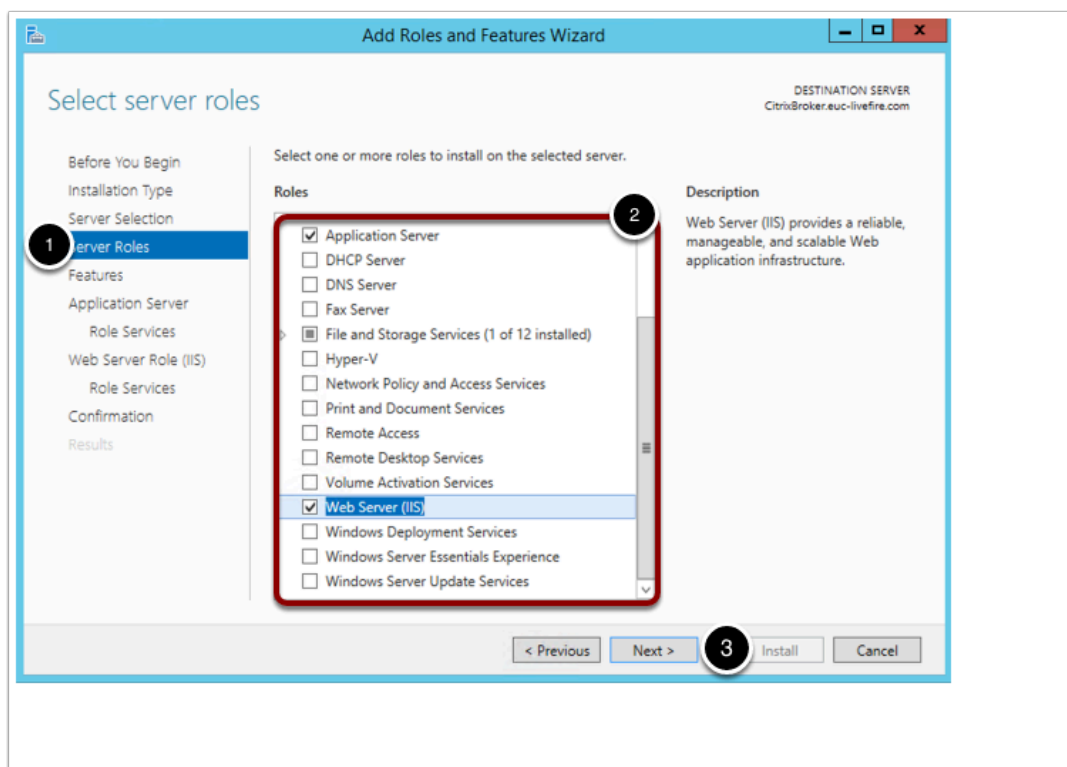 Add Roles and Features Wizard
Select server roles
DESTINATION SERVER
CitrixBroker.euc-livefire.com
Before You Begin
Installation Type
Server Selection
1
Server Roles
Features
Application Server
Role Services
Web Server Role (IIS)
Role Services
Confirmation
Results
Select one or more roles to install on the selected server.
Roles
2
Application Server
DHCP Server
DNS Server
Fax Server
File and Storage Services (1 of 12 installed)
Hyper-V
Network Policy and Access Services
Print and Document Services
Remote Access
Remote Desktop Services
Volume Activation Services
Web Server (IIS)
Windows Deployment Services
Windows Server Essentials Experience
Windows Server Update Services
Description
Web Server (IIS) provides a reliable,
manageable, and scalable Web
application infrastructure.
< Previous
Next >
3
Install
Cancel